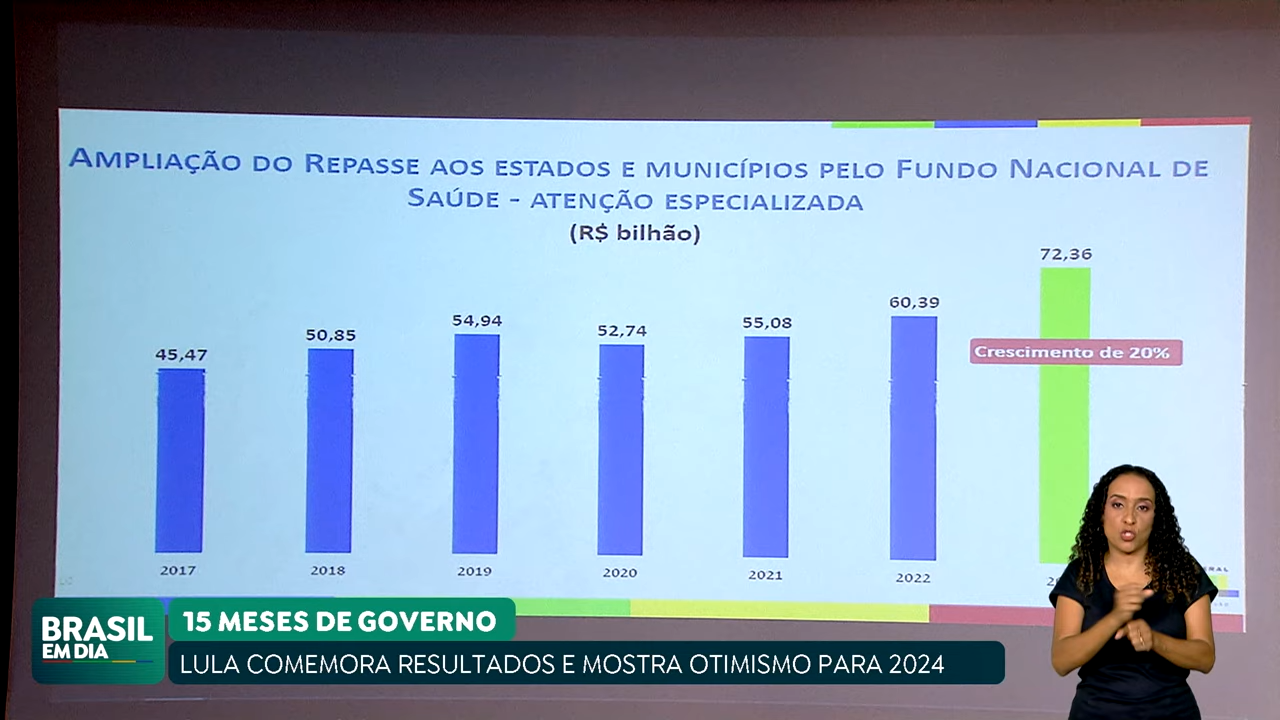 AMPLIAÇÃO DO REPASSE AOS ESTADOS E MUNICÍPIOS PELO FUNDO NACIONAL DE
SAÚDE - ATENÇÃO ESPECIALIZADA
(R$ bilhão)
45,47
50,85
54,94
52,74
55,08
60,39
72,36
Crescimento de 20%
2017
2018
2019
2020
2021
2022
BRASIL
EM DIA
15 MESES DE GOVERNO
LULA COMEMORA RESULTADOS E MOSTRA OTIMISMO PARA 2024